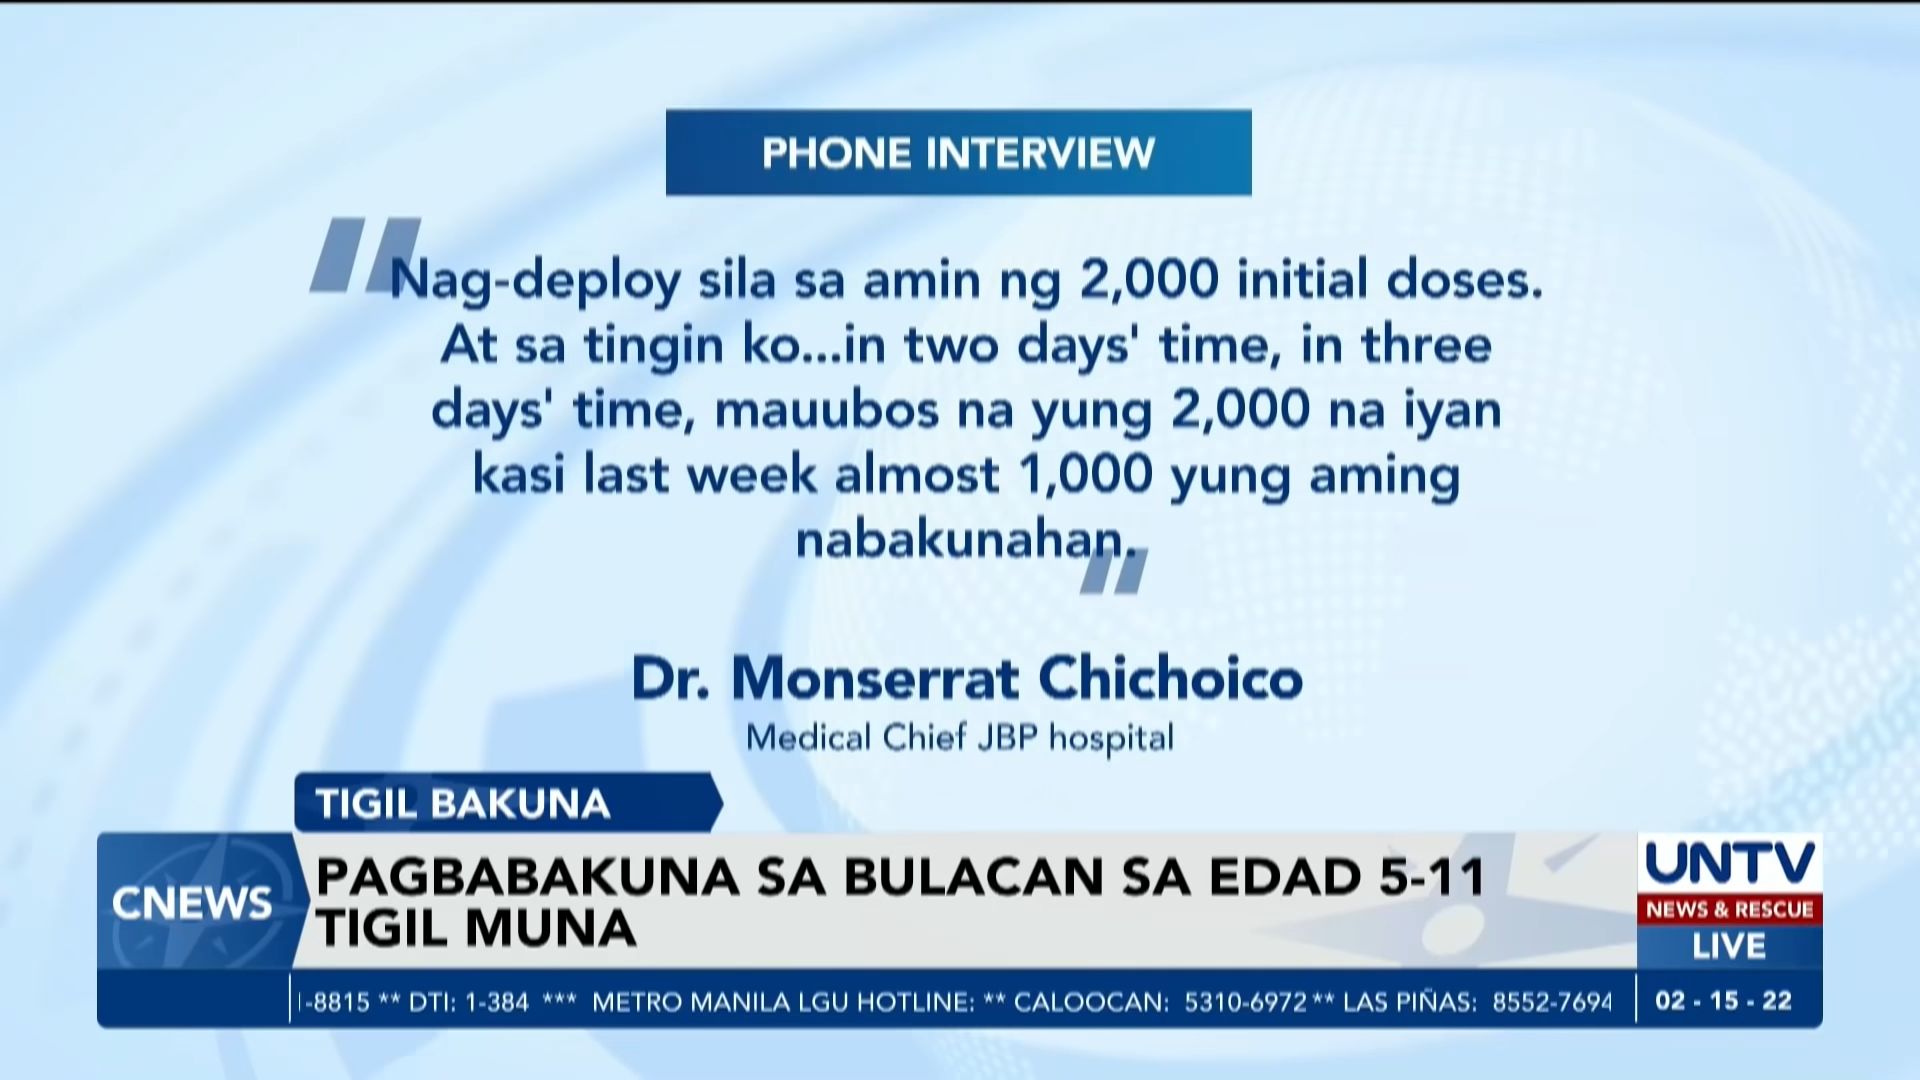 PHONE INTERVIEW
"Nag-deploy sila sa amin ng 2,000 initial doses.
At sa tingin ko...in two days' time, in three
days' time, mauubos na yung 2,000 na iyan
kasi last week almost 1,000 yung aming
nabakunahan."
Dr. Monserrat Chichoico
Medical Chief JBP hospital
TIGIL BAKUNA
CNEWS
PAGBABAKUNA SA BULACAN SA EDAD 5-11
TIGIL MUNA
UNTV
NEWS & RESCUE
LIVE
-8815 ** DTI: 1-384 *** METRO MANILA LGU HOTLINE: ** CALOOCAN: 5310-6972 ** LAS PIÑAS: 8552-7694
02 - 15 - 22